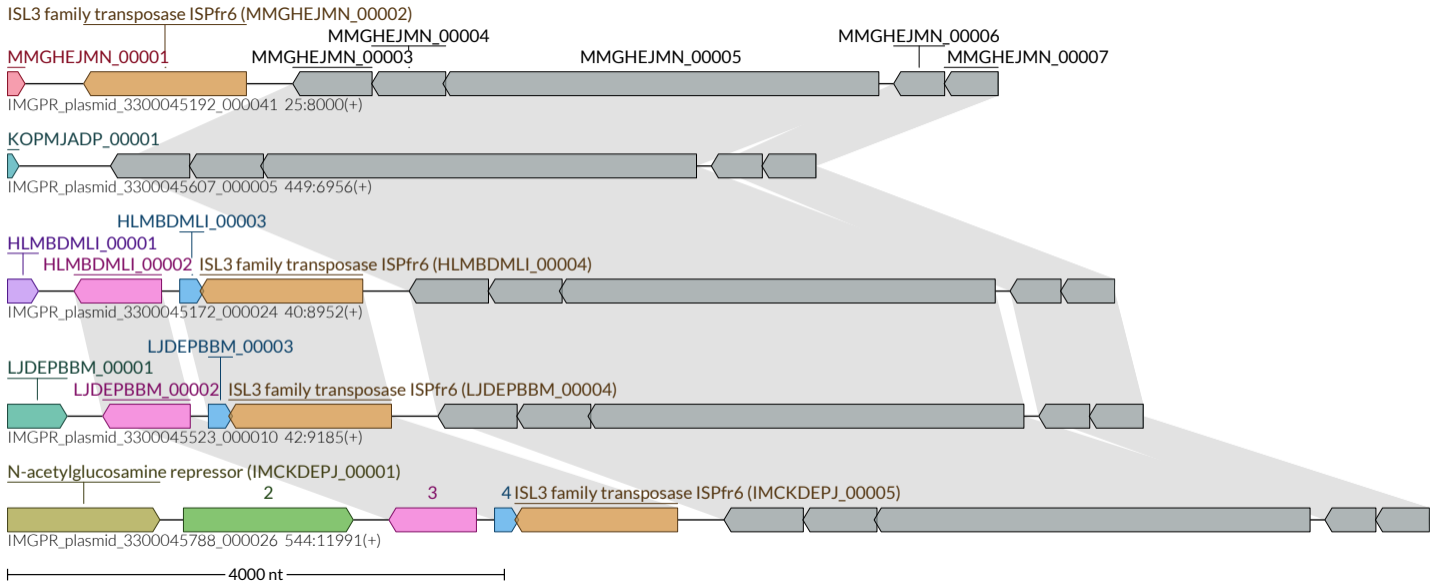 ISL3 family transposase ISPfr6 (MMGHEJMN_00002)
MMGHEJMN_00004
MMGHEJMN_00006
MMGHEJMN_00001
MMGHEJMN_00003
MMGHEJMN_00005
MMGHEJMN_00007
IMGPR_plasmid_3300045192_000041 25:8000(+)
KOPMJADP_00001
IMGPR_plasmid_3300045607_000005 449:6956(+)
HLMBDMLI_00003
HLMBDMLI_00001
HLMBDMLI_00002
ISL3 family transposase ISPfr6 (HLMBDMLI_00004)
IMGPR_plasmid_3300045172_000024 40:8952(+)
LJDEPBBM_00003
LJDEPBBM_00001
LJDEPBBM_00002
ISL3 family transposase ISPfr6 (LJDEPBBM_00004)
IMGPR_plasmid_3300045523_000010 42:9185(+)
N-acetylglucosamine repressor (IMCKDEPJ_00001)
2
3
4
ISL3 family transposase ISPfr6 (IMCKDEPJ_00005)
IMGPR_plasmid_3300045788_000026 544:11991(+)
4000 nt